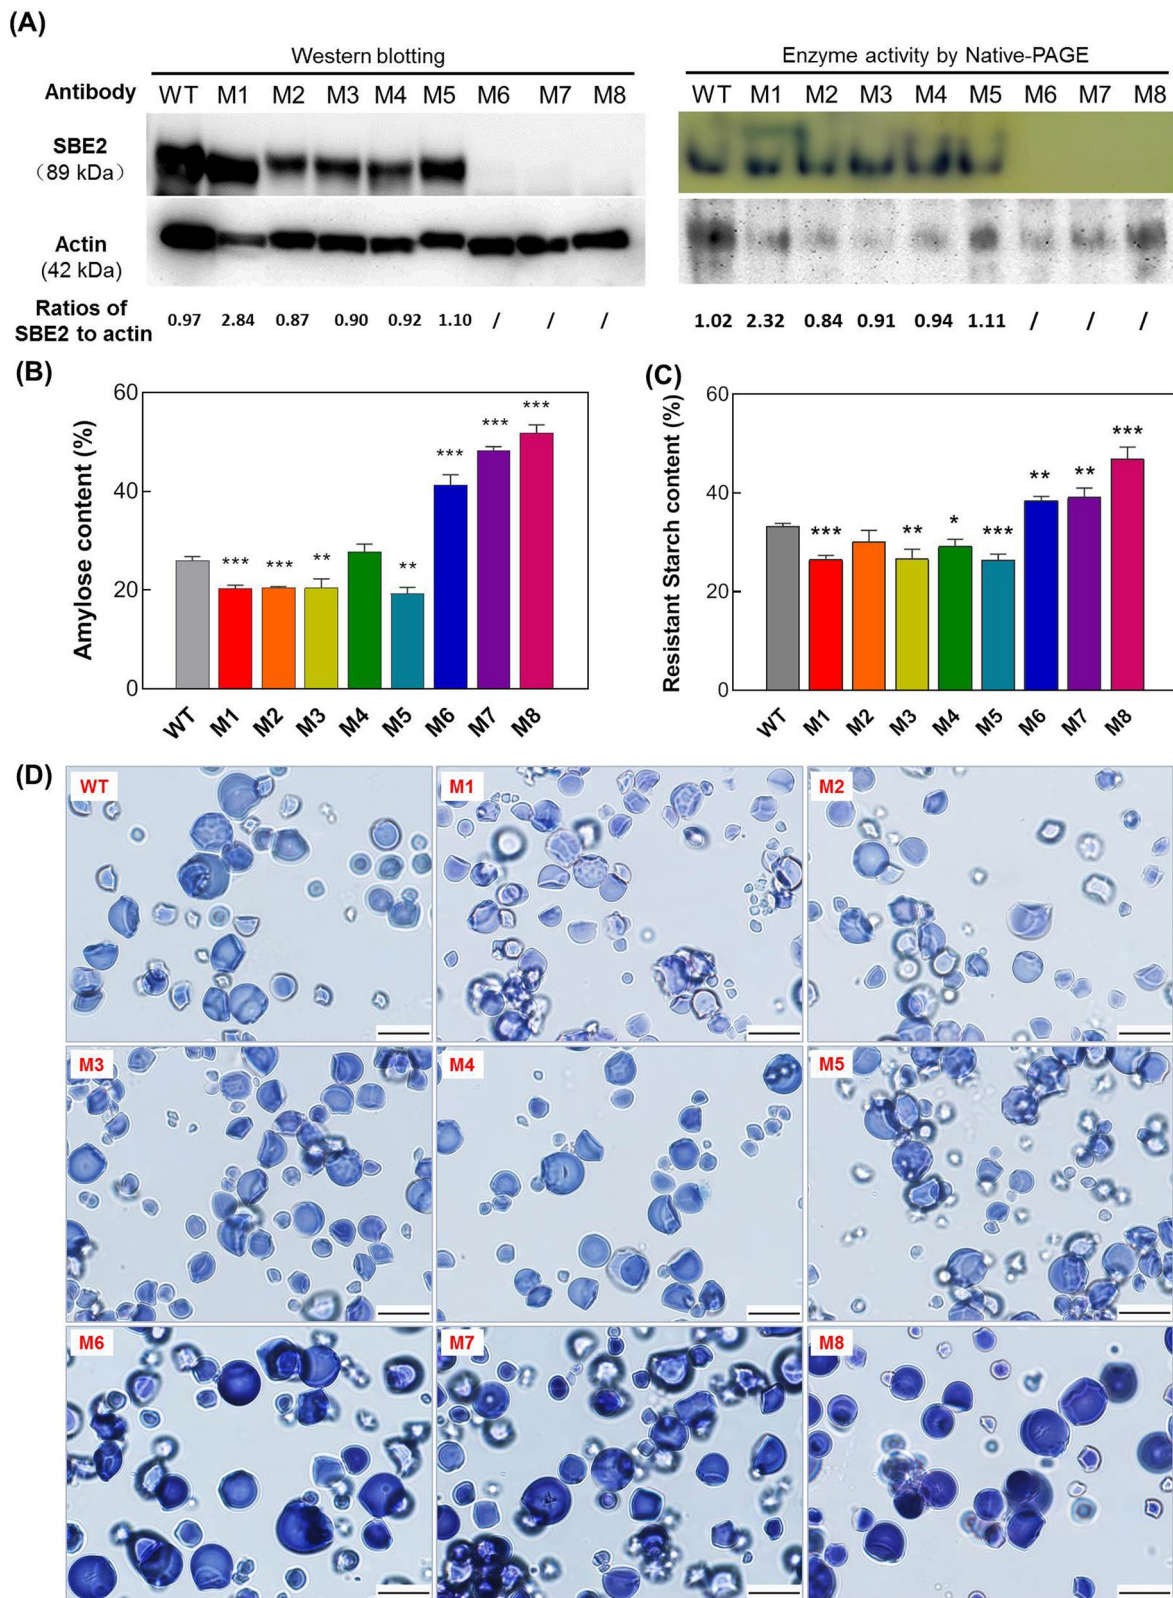 (A)
Western blotting
Enzyme activity by Native-PAGE
Antibody WT M1 M2 M3 M4 M5 M6 M7 M8
WT M1 M2 M3 M4 M5 M6 M7 M8
SBE2
(89 kDa)
Actin
(42 kDa)
Ratios of
SBE2 to actin
0.97 2.84 0.87 0.90 0.92 1.10 / / /
1.02 2.32 0.84 0.91 0.94 1.11 / / /
(B)
Amylose content (%)
60
40
20
0
*** *** ** ** *** *** ***
WT M1 M2 M3 M4 M5 M6 M7 M8
(C)
Resistant Starch content (%)
60
40
20
0
*** ** * *** ** ** ***
WT M1 M2 M3 M4 M5 M6 M7 M8
(D)
WT M1 M2
M3 M4 M5
M6 M7 M8